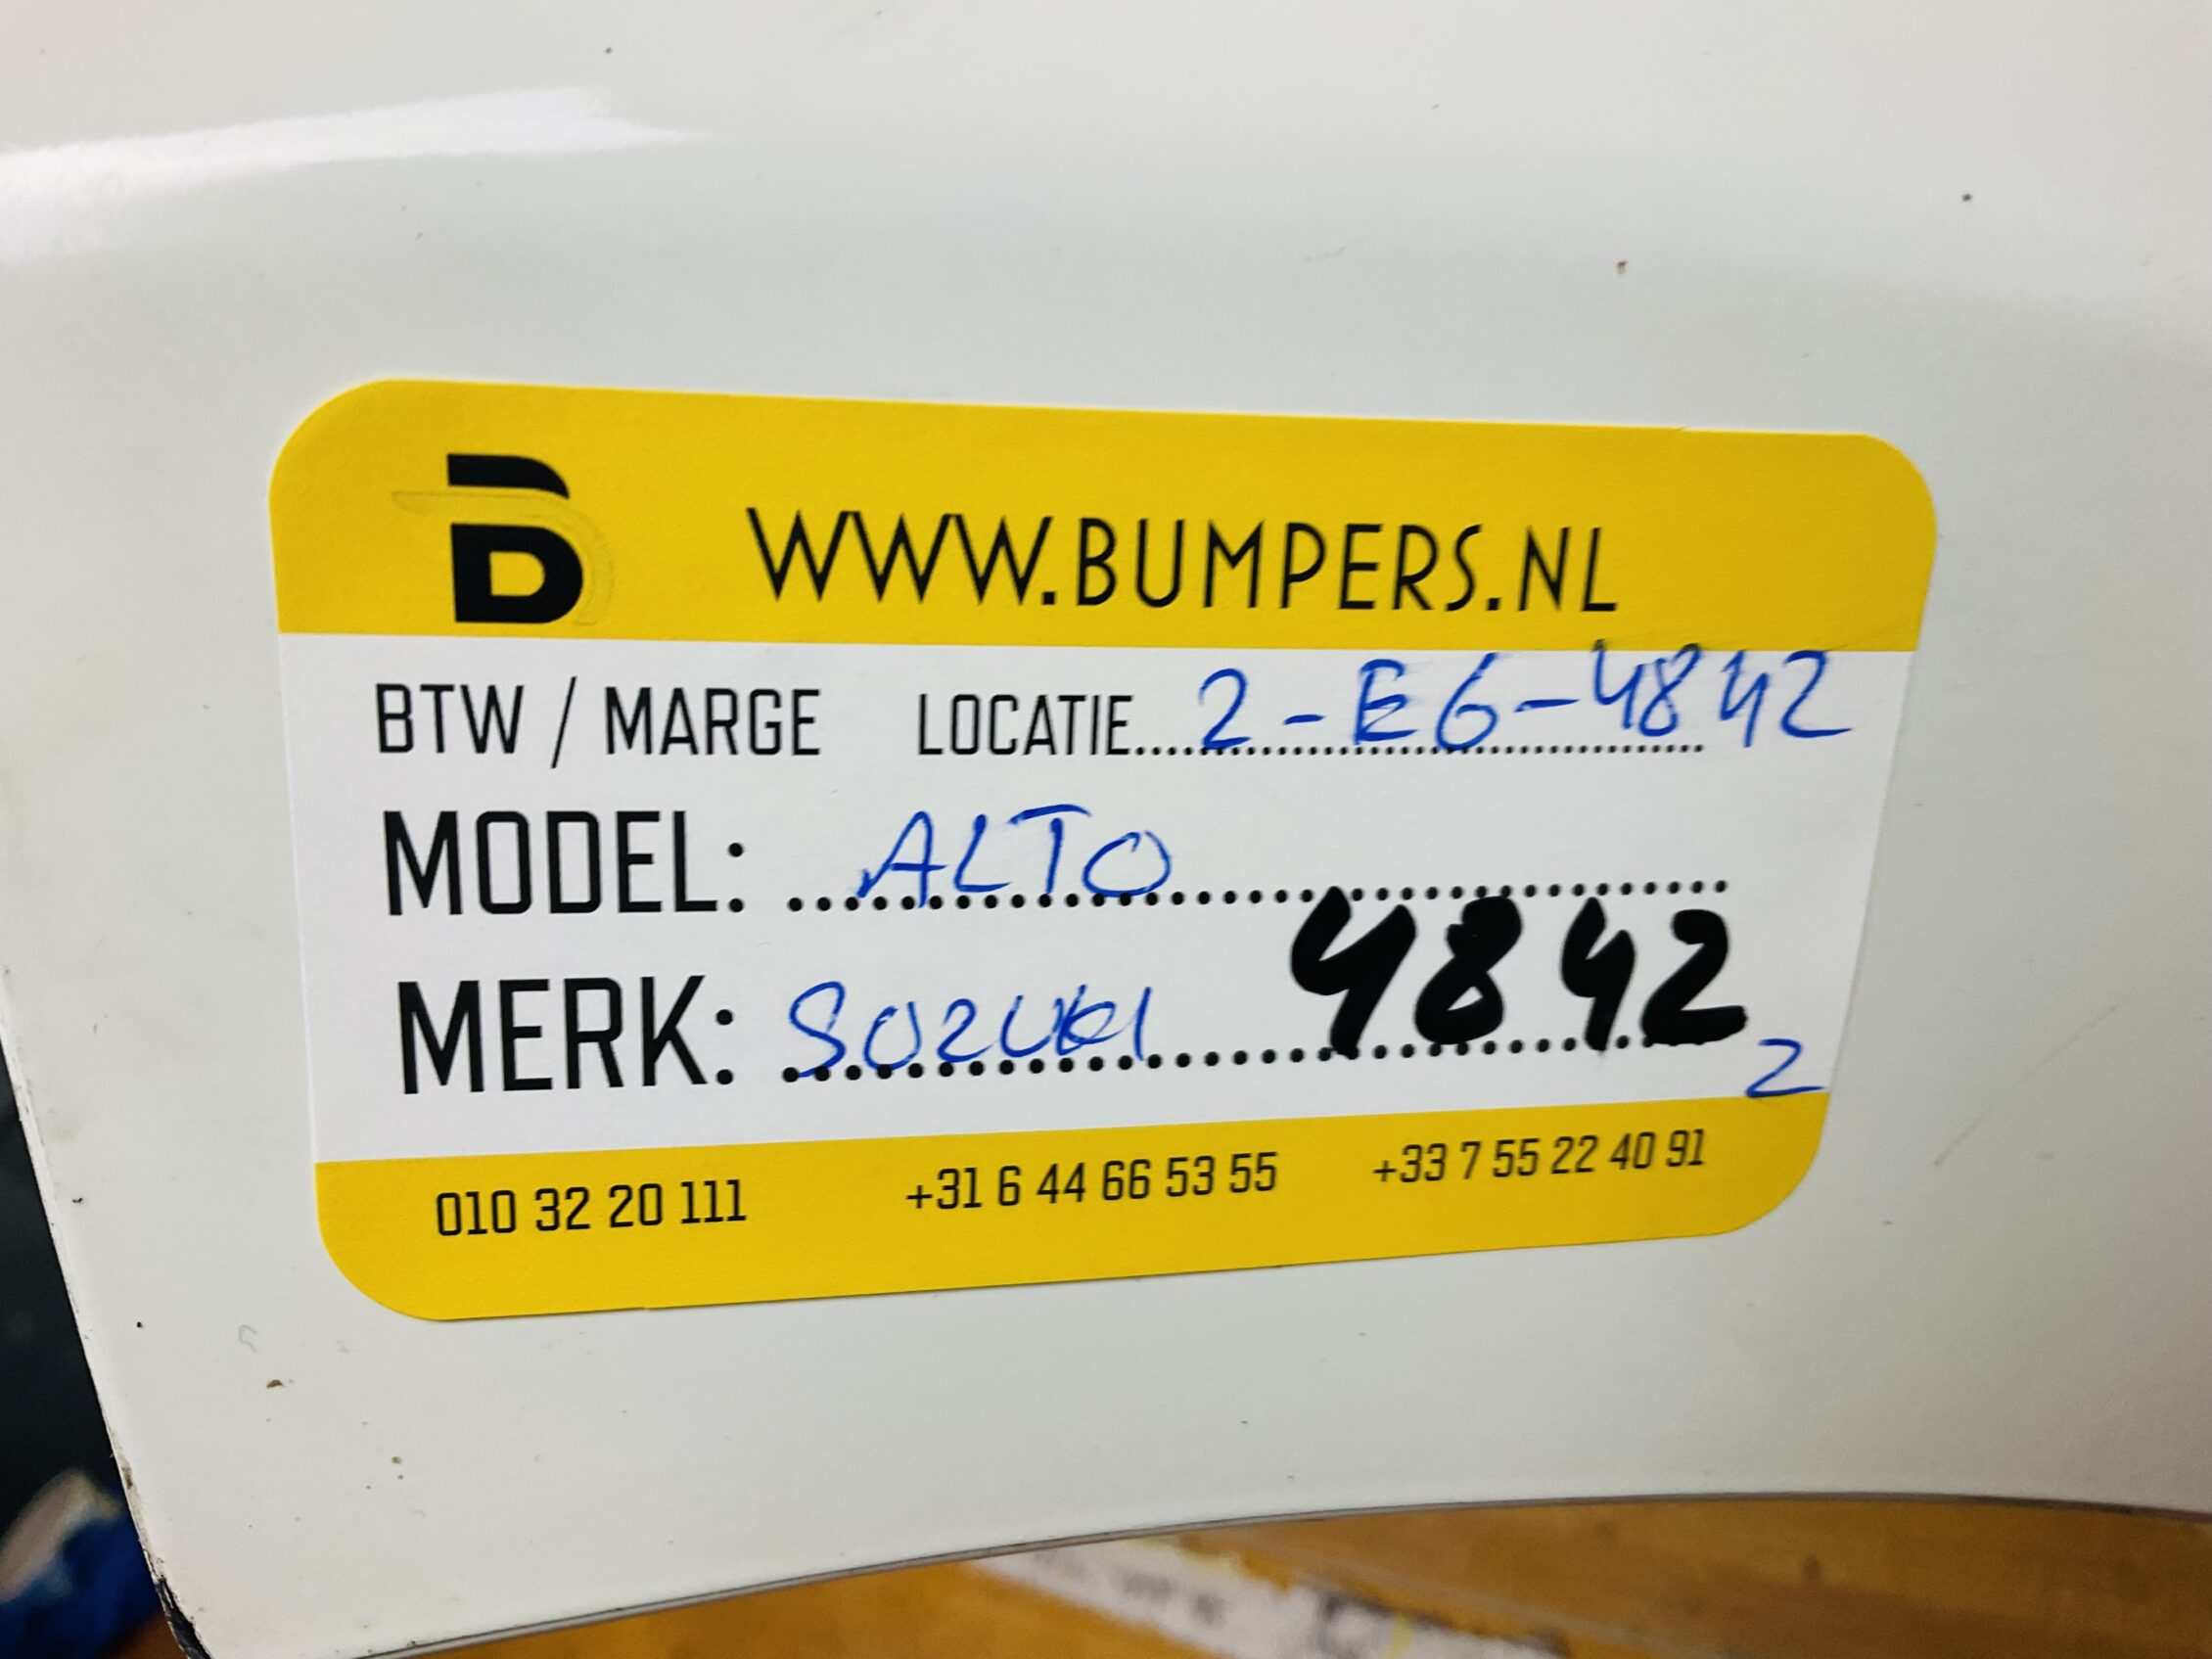 WWW.BUMPERS.NL
BTW / MARGE LOCATIE 2-E6-4842
MODEL: ALTO
MERK: SUZUKI 4842
2
010 32 20 111 +31 6 44 66 53 55 +33 7 55 22 40 91